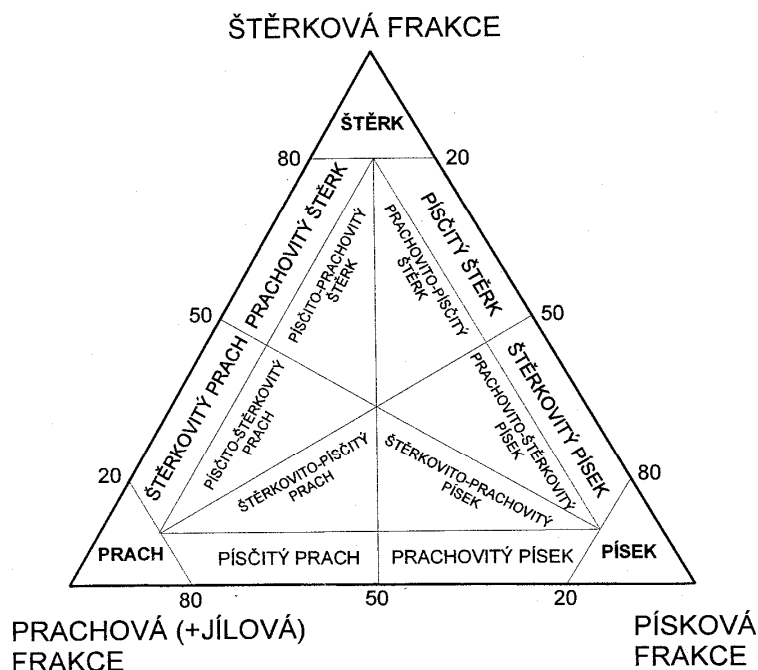 ŠTĚRKOVÁ FRAKCE
ŠTĚRK
80
20
PRACHOVITÝ ŠTĚRK
PÍSČITO-PRACHOVITÝ
ŠTĚRK
PRACHOVITO-PÍSČITÝ
ŠTĚRK
PÍSČITÝ ŠTĚRK
50
50
ŠTĚRKOVITÝ PRACH
PÍSČITO-ŠTĚRKOVITÝ
PRACH
PRACHOVITO-ŠTĚRKOVITÝ
PÍSEK
ŠTĚRKOVITÝ PÍSEK
20
80
ŠTĚRKOVITO-PÍSČITÝ
PRACH
ŠTĚRKOVITO-PRACHOVITÝ
PÍSEK
PRACH
PÍSČITÝ PRACH
PRACHOVITÝ PÍSEK
PÍSEK
80
50
20
PRACHOVÁ (+JÍLOVÁ)
FRAKCE
PÍSKOVÁ
FRAKCE